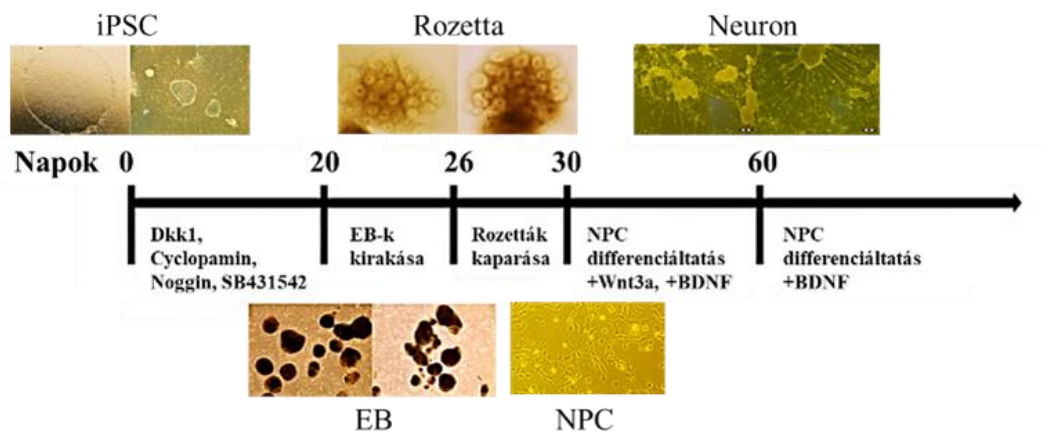 iPSC
Rozetta
Neuron
Napok
0
20
26
30
60
Dkk1,
Cyclopamin,
Noggin, SB431542
EB-k
kirakása
Rozetták
kaparása
NPC
differenciáltatás
+Wnt3a, +BDNF
NPC
differenciáltatás
+BDNF
EB
NPC